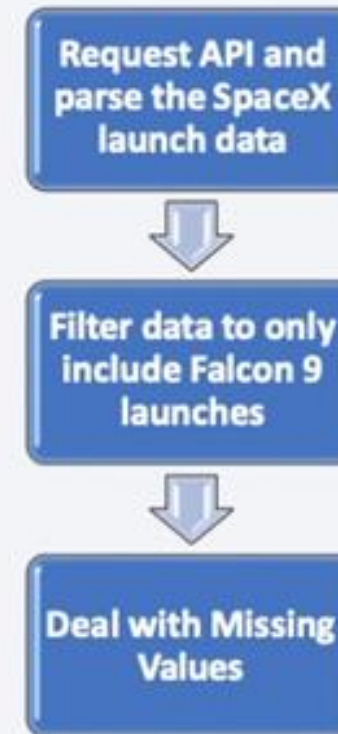 Request API and
parse the SpaceX
launch data
Filter data to only
include Falcon 9
launches
Deal with Missing
Values